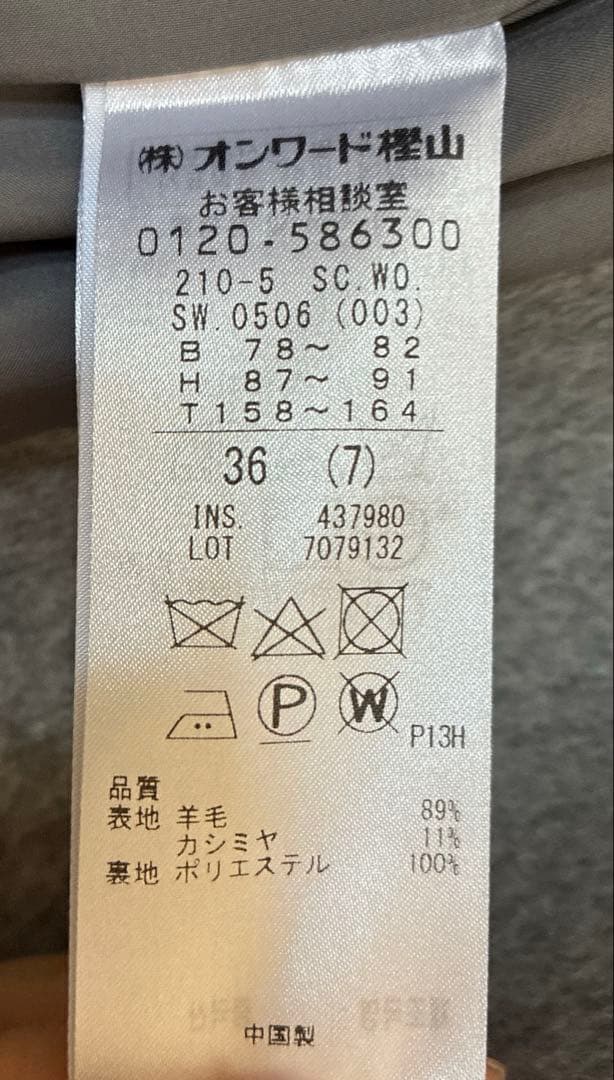 (株)オンワード樫山
お客様相談室
0120-586300
210-5 SC.WO.
SW.0506(003)
B 78～ 82
H 87～ 91
T158～164
36 (7)
INS. 437980
LOT 7079132
P W
P13H
品質
表地 羊毛 89%
カシミヤ 11%
裏地 ポリエステル 100%
中国製